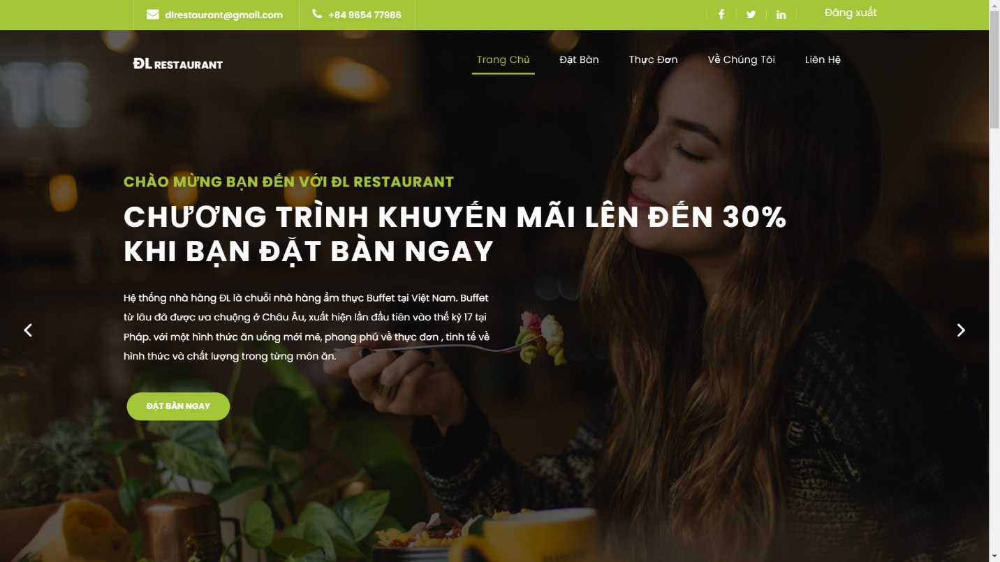 dlrestaurant@gmail.com
+84 9654 77986
Đăng xuất
ĐL RESTAURANT
Trang Chủ
Đặt Bàn
Thực Đơn
Về Chúng Tôi
Liên Hệ
CHÀO MỪNG BẠN ĐẾN VỚI ĐL RESTAURANT
CHƯƠNG TRÌNH KHUYẾN MÃI LÊN ĐẾN 30%
KHI BẠN ĐẶT BÀN NGAY
Hệ thống nhà hàng ĐL là chuỗi nhà hàng ẩm thực Buffet tại Việt Nam. Buffet
từ lâu đã được ưa chuộng ở Châu Âu, xuất hiện lần đầu tiên vào thế kỷ 17 tại
Pháp. với một hình thức ăn uống mới mẻ, phong phú về thực đơn , tinh tế về
hình thức và chất lượng trong từng món ăn.
ĐẶT BÀN NGAY